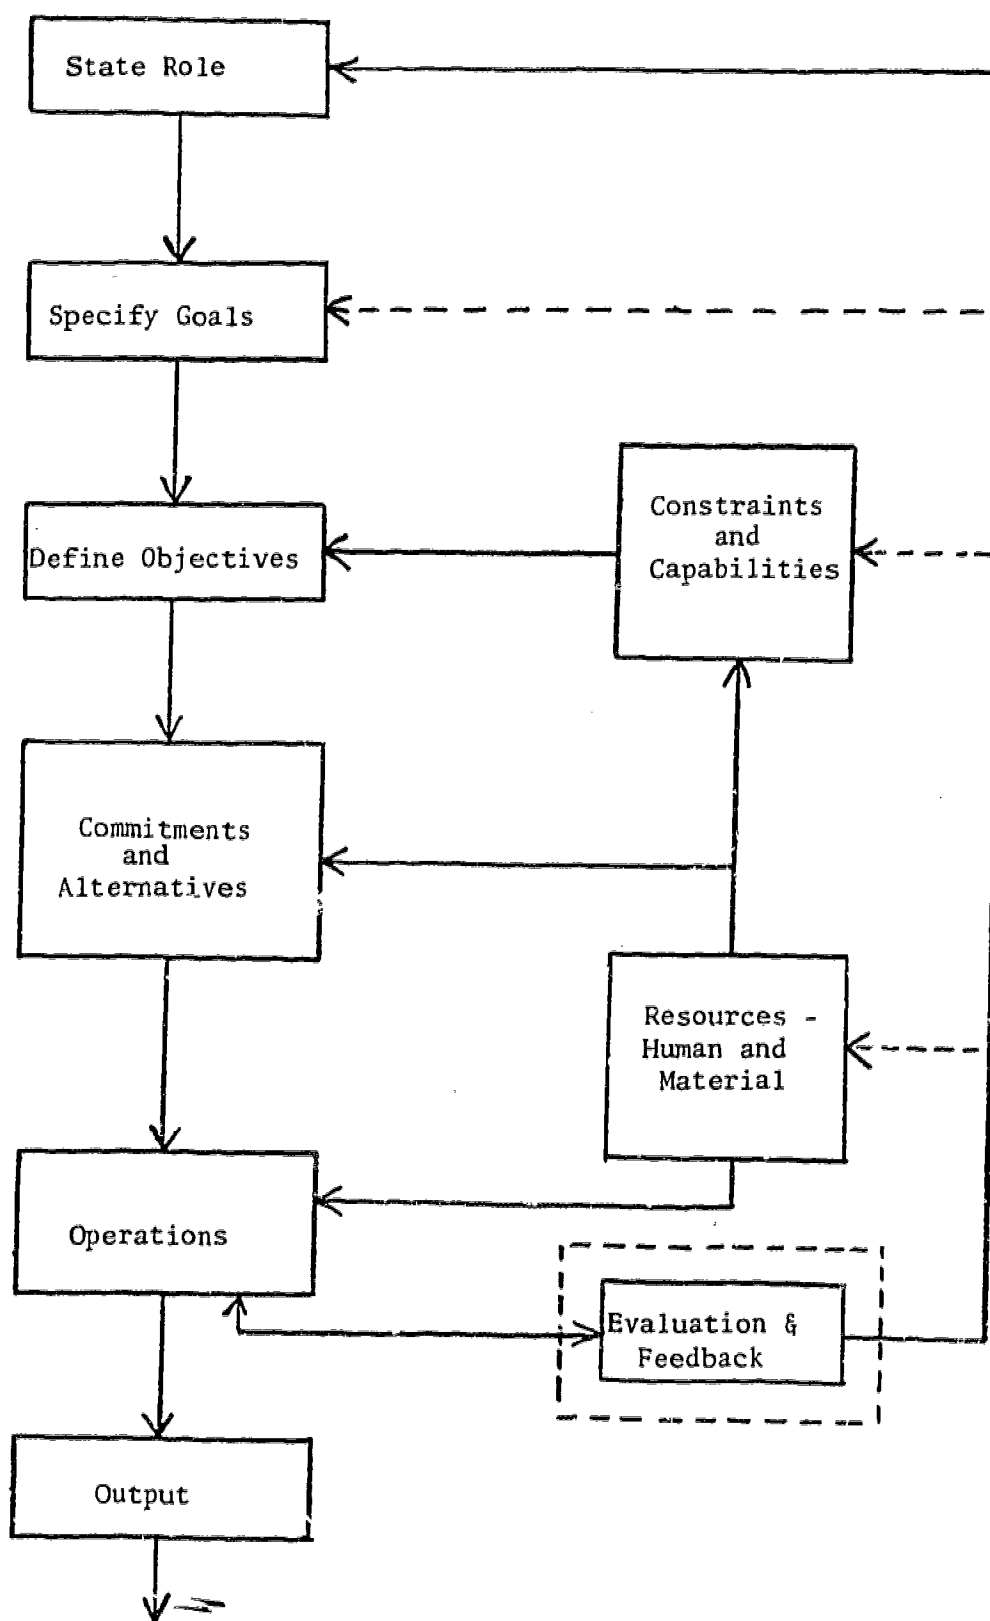 State Role
Specify Goals
Define Objectives
Constraints
and
Capabilities
Commitments
and
Alternatives
Resources -
Human and
Material
Operations
Evaluation &
Feedback
Output